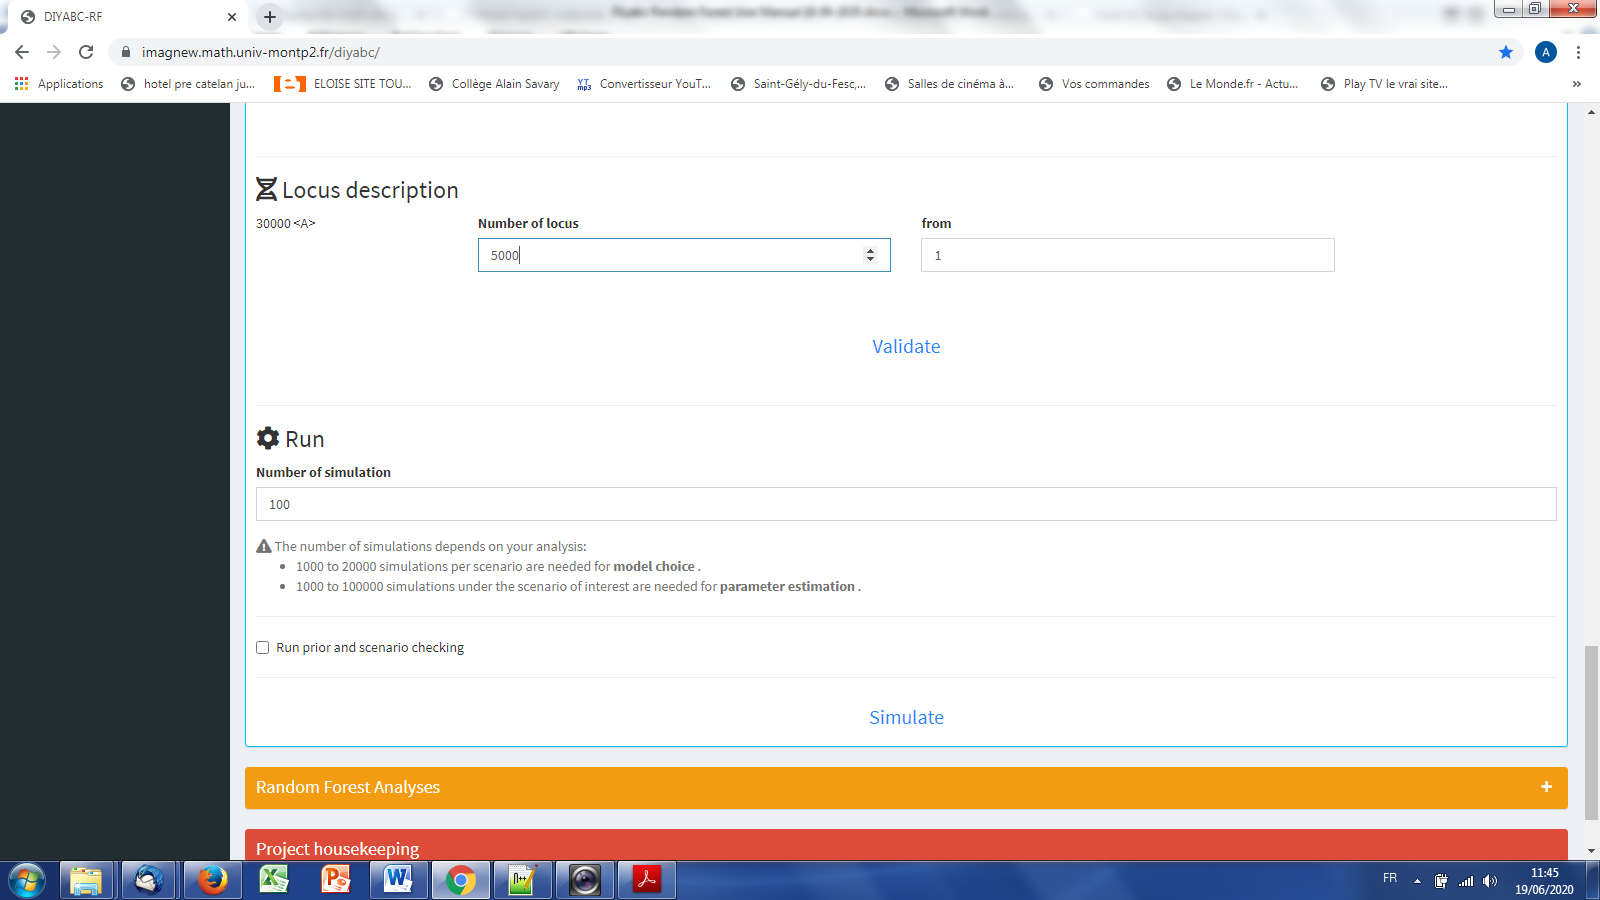 DIYABC-RF
imagnew.math.univ-montp2.fr/diyabc/
A
Applications
hotel pre catelan ju...
ELOISE SITE TOU...
Collège Alain Savary
YT mp3
Convertisseur YouT...
Saint-Gély-du-Fesc,...
Salles de cinéma à...
Vos commandes
Le Monde.fr - Actu...
Play TV le vrai site...
»
Locus description
30000 <A>
Number of locus
from
5000
1
Validate
Run
Number of simulation
100
The number of simulations depends on your analysis:
1000 to 20000 simulations per scenario are needed for model choice .
1000 to 100000 simulations under the scenario of interest are needed for parameter estimation .
Run prior and scenario checking
Simulate
Random Forest Analyses
+
Project housekeeping
FR
11:45
19/06/2020